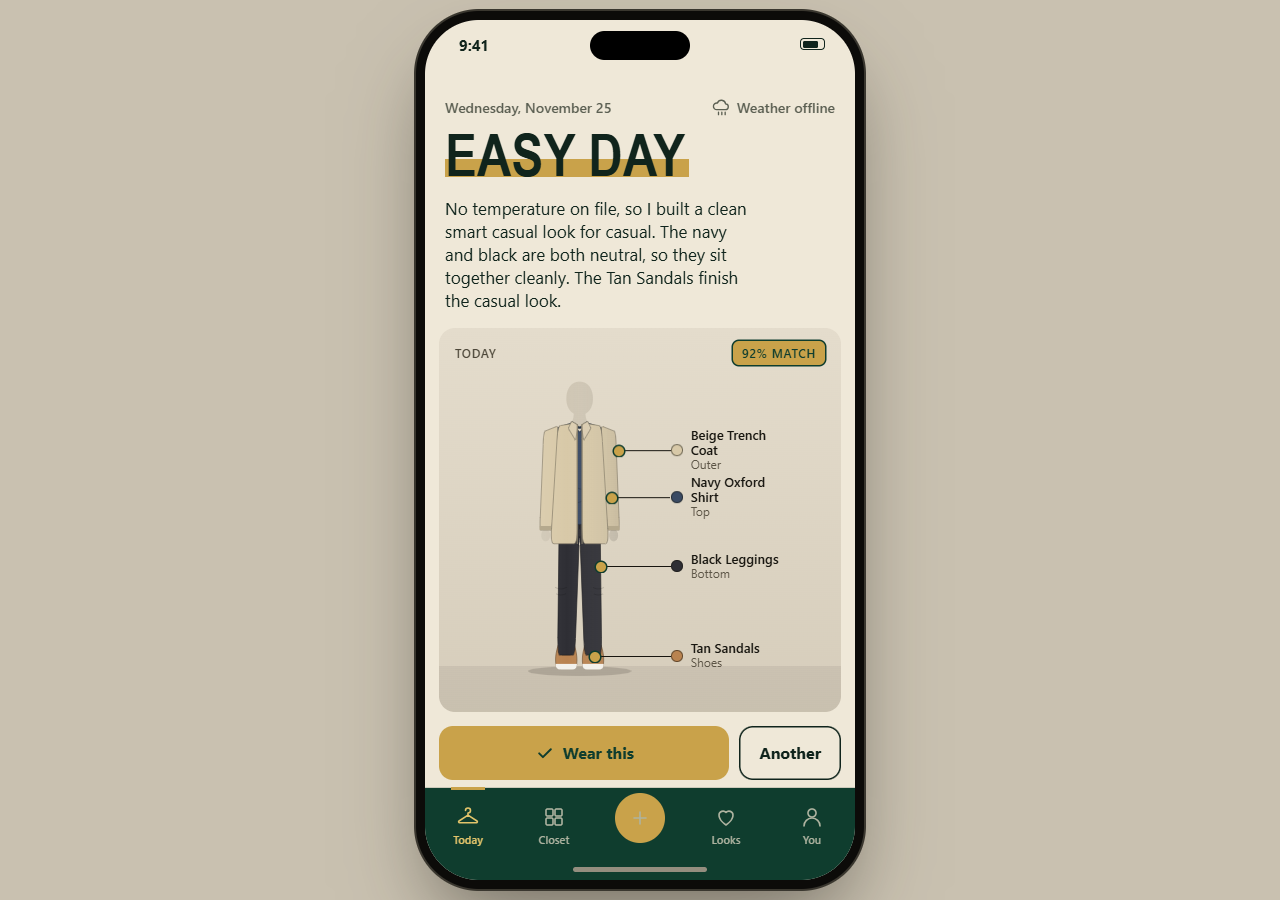 9:41
Wednesday, November 25
Weather offline
EASY DAY
No temperature on file, so I built a clean
smart casual look for casual. The navy
and black are both neutral, so they sit
together cleanly. The Tan Sandals finish
the casual look.
TODAY
92% MATCH
Beige Trench
Coat
Outer
Navy Oxford
Shirt
Top
Black Leggings
Bottom
Tan Sandals
Shoes
Wear this
Another
Today
Closet
Looks
You